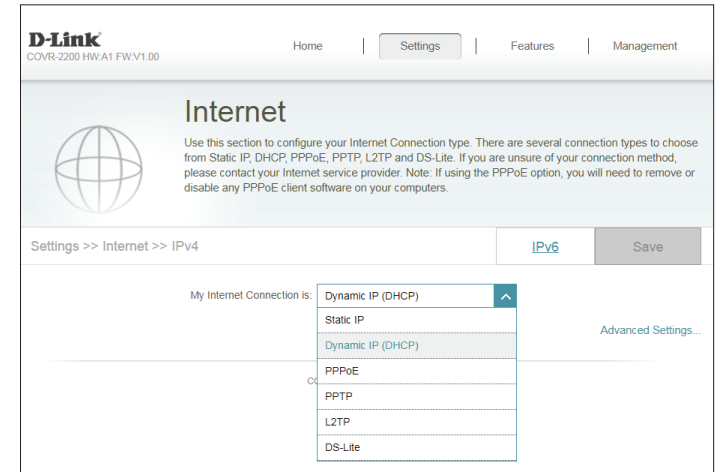 D-Link
COVR-2200 HW:A1 FW:V1.00
Home Settings Features Management
Internet
Use this section to configure your Internet Connection type. There are several connection types to choose
from Static IP, DHCP, PPPoE, PPTP, L2TP and DS-Lite. If you are unsure of your connection method,
please contact your Internet service provider. Note: If using the PPPoE option, you will need to remove or
disable any PPPoE client software on your computers.
Settings >> Internet >> IPv4 IPv6 Save
My Internet Connection is: Dynamic IP (DHCP)
Static IP
Advanced Settings...
Dynamic IP (DHCP)
PPPoE
PPTP
L2TP
DS-Lite